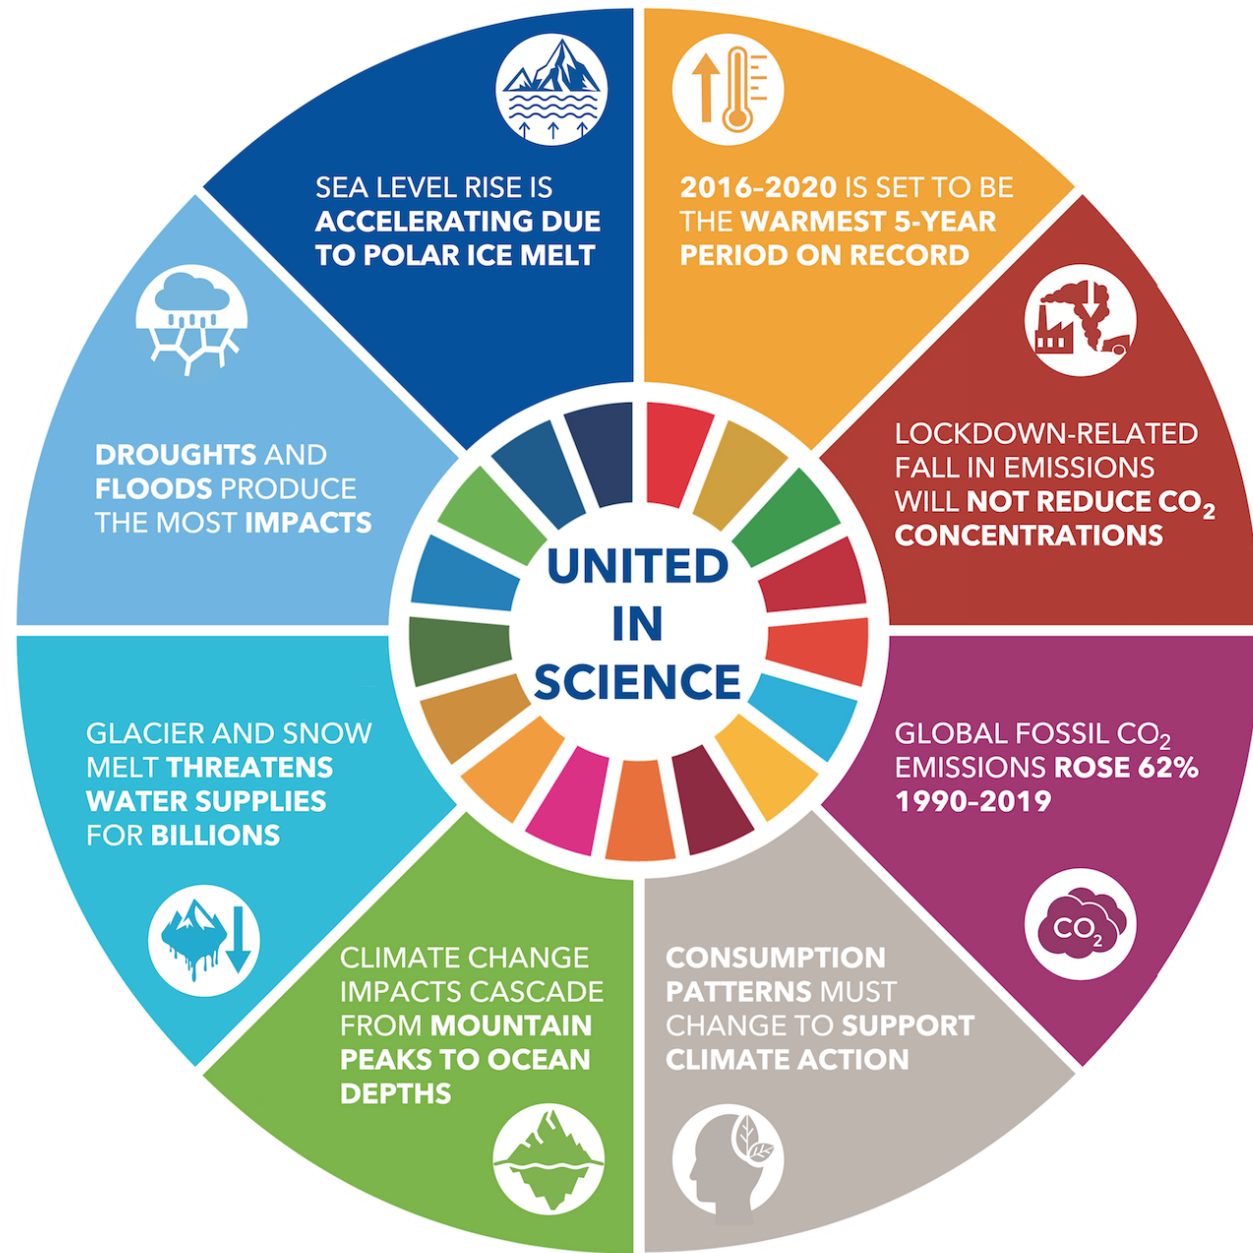 2016–2020 IS SET TO BE
THE WARMEST 5-YEAR
PERIOD ON RECORD
LOCKDOWN-RELATED
FALL IN EMISSIONS
WILL NOT REDUCE CO₂
CONCENTRATIONS
GLOBAL FOSSIL CO₂
EMISSIONS ROSE 62%
1990–2019
CO₂
CONSUMPTION
PATTERNS MUST
CHANGE TO SUPPORT
CLIMATE ACTION
CLIMATE CHANGE
IMPACTS CASCADE
FROM MOUNTAIN
PEAKS TO OCEAN
DEPTHS
GLACIER AND SNOW
MELT THREATENS
WATER SUPPLIES
FOR BILLIONS
DROUGHTS AND
FLOODS PRODUCE
THE MOST IMPACTS
SEA LEVEL RISE IS
ACCELERATING DUE
TO POLAR ICE MELT
UNITED
IN
SCIENCE